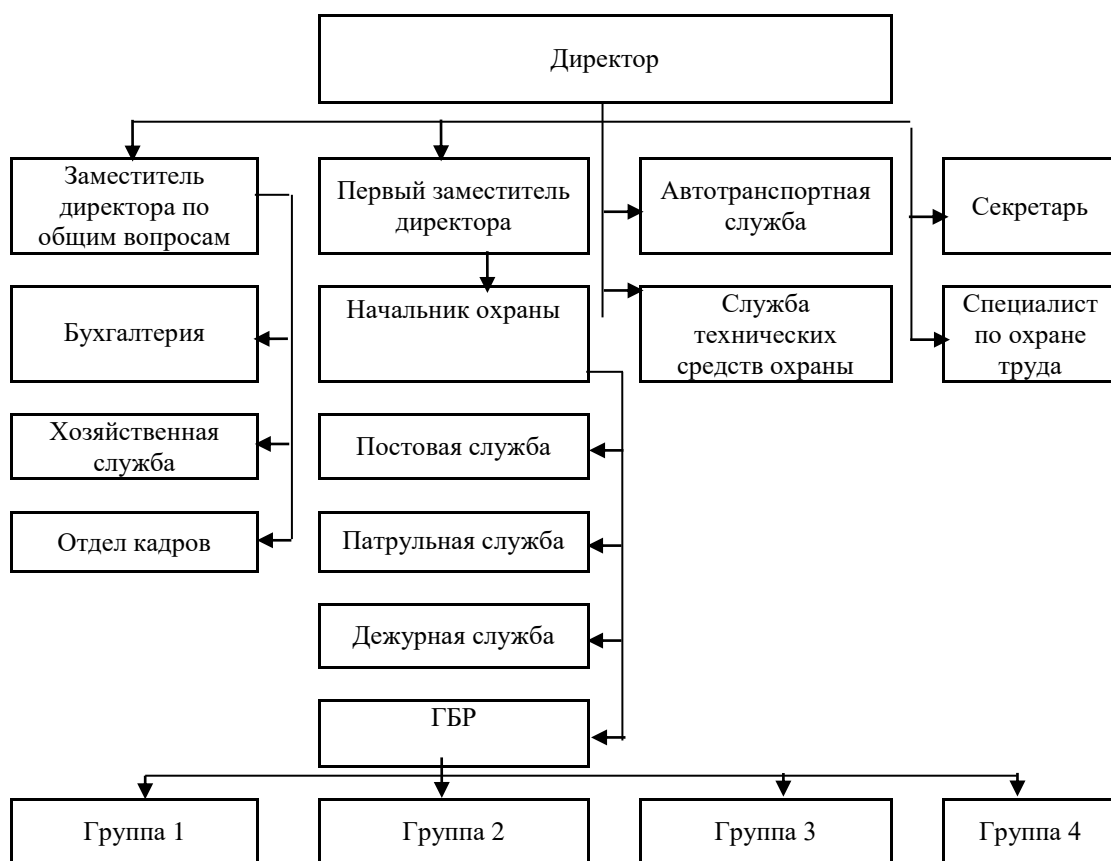 Директор
Заместитель
директора по
общим вопросам
Первый заместитель
директора
Автотранспортная
служба
Секретарь
Бухгалтерия
Начальник охраны
Служба
технических
средств охраны
Специалист
по охране
труда
Хозяйственная
служба
Постовая служба
Отдел кадров
Патрульная служба
Дежурная служба
ГБР
Группа 1
Группа 2
Группа 3
Группа 4